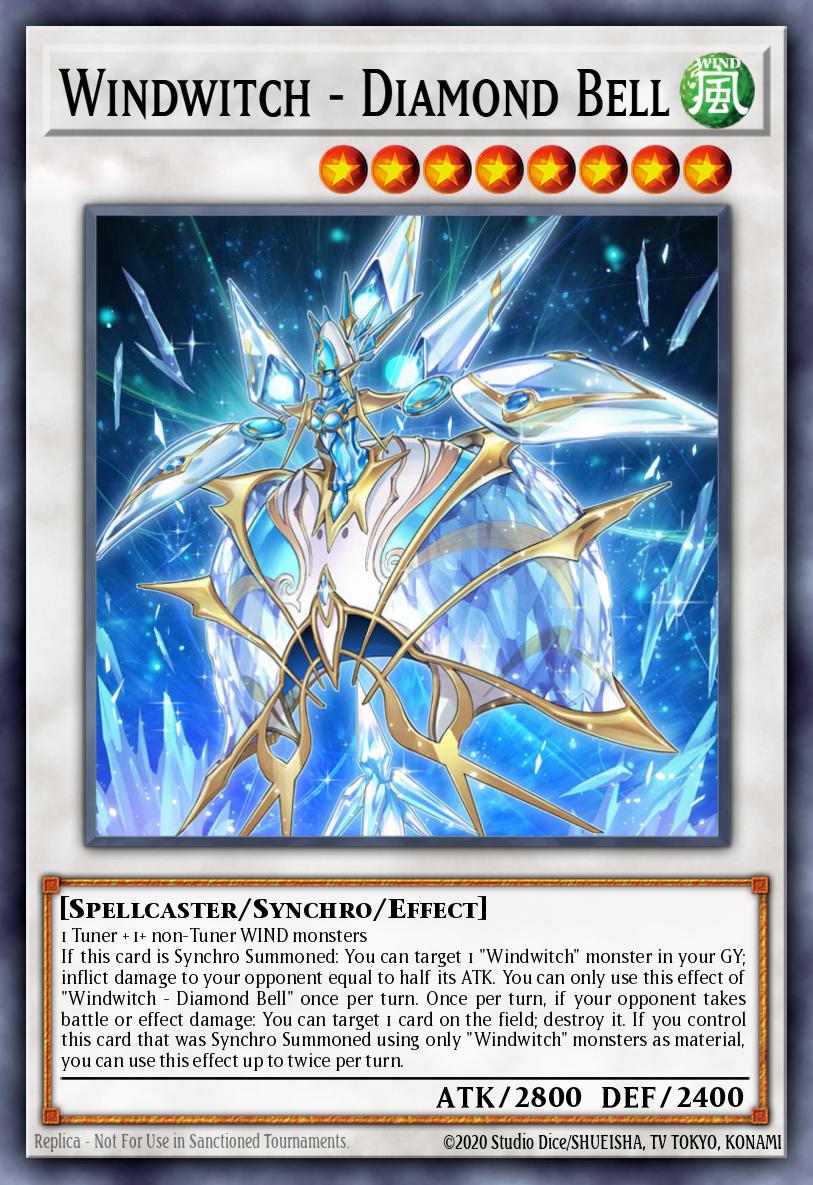 Windwitch - Diamond Bell
WIND
風
[Spellcaster/Synchro/Effect]
1 Tuner + 1+ non-Tuner WIND monsters
If this card is Synchro Summoned: You can target 1 "Windwitch" monster in your GY;
inflict damage to your opponent equal to half its ATK. You can only use this effect of
"Windwitch - Diamond Bell" once per turn. Once per turn, if your opponent takes
battle or effect damage: You can target 1 card on the field; destroy it. If you control
this card that was Synchro Summoned using only "Windwitch" monsters as material,
you can use this effect up to twice per turn.
ATK/2800 DEF/2400
Replica - Not For Use in Sanctioned Tournaments.
©2020 Studio Dice/SHUEISHA, TV TOKYO, KONAMI